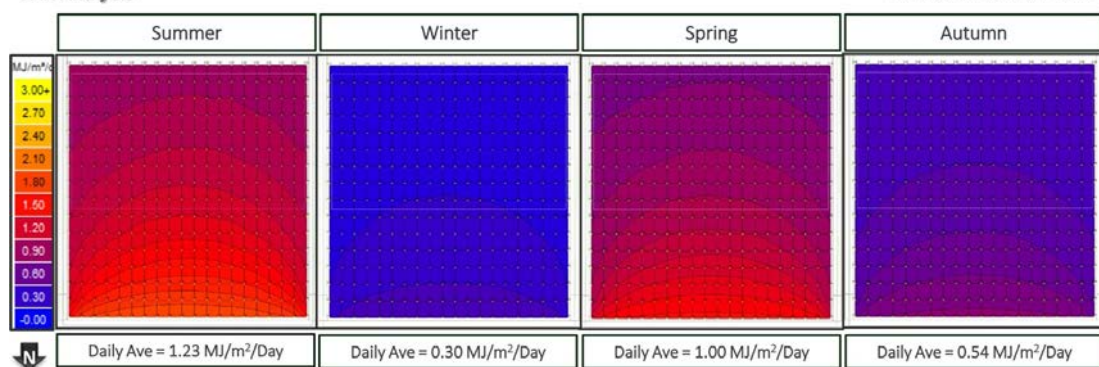 Summer
Winter
Spring
Autumn
MJ/m²/d
3.00+
2.70
2.40
2.10
1.80
1.50
1.20
0.90
0.60
0.30
-0.00
N
Daily Ave = 1.23 MJ/m²/Day
Daily Ave = 0.30 MJ/m²/Day
Daily Ave = 1.00 MJ/m²/Day
Daily Ave = 0.54 MJ/m²/Day